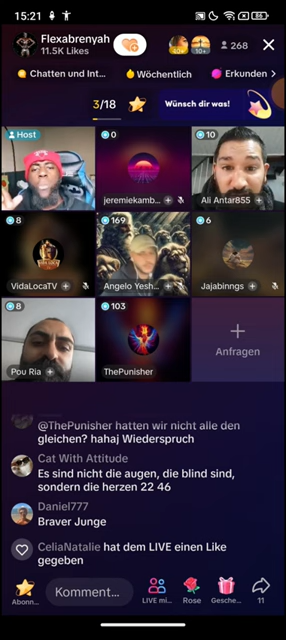 15:21
86
Flexabrenyah
11.5K Likes
40+
10+
268
Chatten und Int...
Wöchentlich
Erkunden
3/18
Wünsch dir was!
Host
0
10
jeremiekamb...
Ali Antar855
8
169
6
VidaLocaTV
Angelo Yesh...
Jajabinngs
8
103
Pou Ria
ThePunisher
Anfragen
@ThePunisher hatten wir nicht alle den
gleichen? hahaj Wiederspruch
Cat With Attitude
Es sind nicht die augen, die blind sind,
sondern die herzen 22 46
Daniel777
Braver Junge
CeliaNatalie hat dem LIVE einen Like
gegeben
Abonn...
Komment...
LIVE mi...
Rose
Gesche...
11